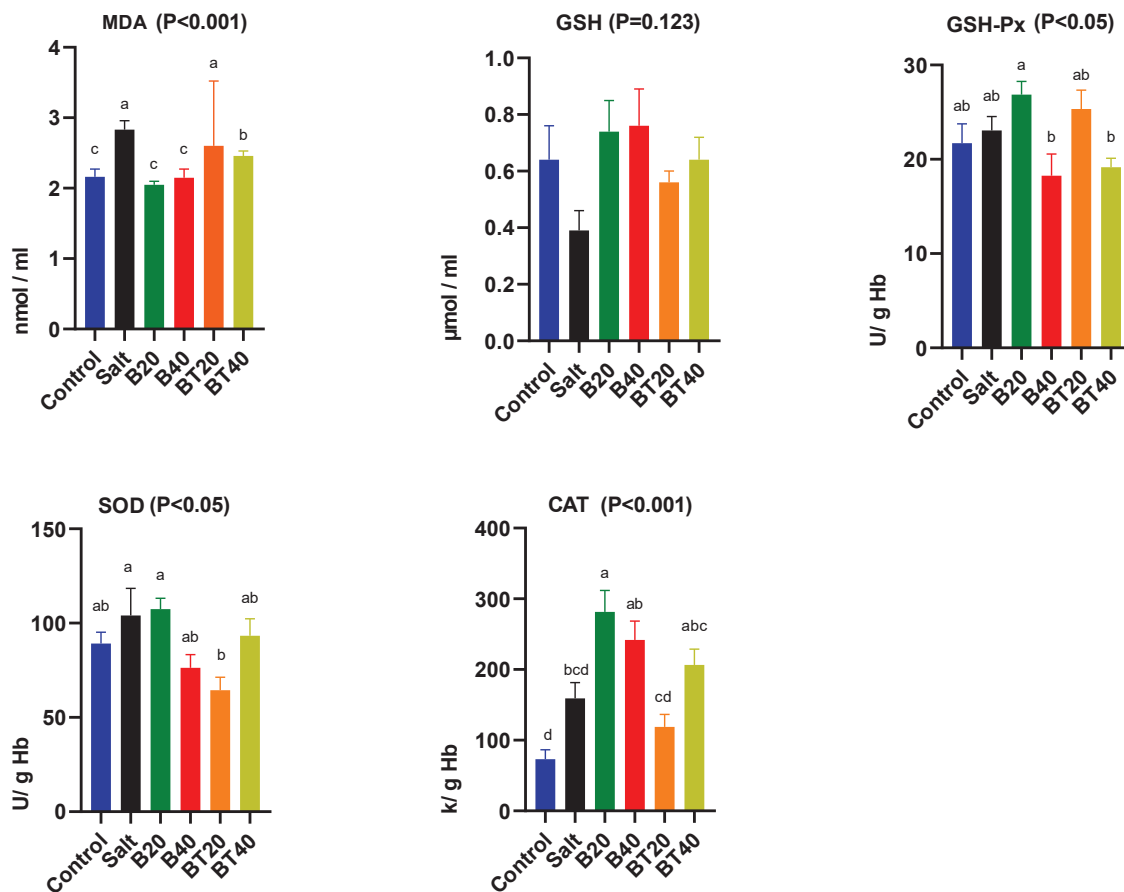 MDA (P<0.001)
4
3
2
1
0
nmol / ml
c
a
c
c
a
b
Control
Salt
B20
B40
BT20
BT40
GSH (P=0.123)
1.0
0.8
0.6
0.4
0.2
0.0
µmol / ml
Control
Salt
B20
B40
BT20
BT40
GSH-Px (P<0.05)
30
20
10
0
U/ g Hb
ab
ab
a
b
ab
b
Control
Salt
B20
B40
BT20
BT40
SOD (P<0.05)
150
100
50
0
U/ g Hb
ab
a
a
ab
b
ab
Control
Salt
B20
B40
BT20
BT40
CAT (P<0.001)
400
300
200
100
0
k/ g Hb
d
bcd
a
ab
cd
abc
Control
Salt
B20
B40
BT20
BT40